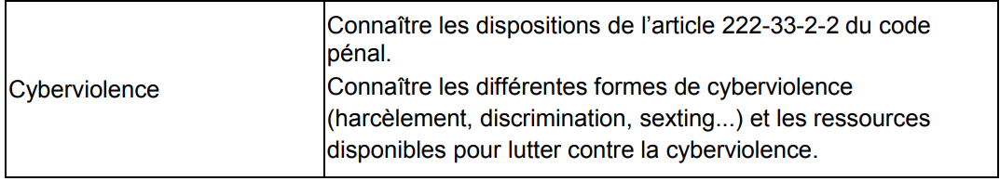 Cyberviolence
Connaître les dispositions de l’article 222-33-2-2 du code
pénal.
Connaître les différentes formes de cyberviolence
(harcèlement, discrimination, sexting...) et les ressources
disponibles pour lutter contre la cyberviolence.